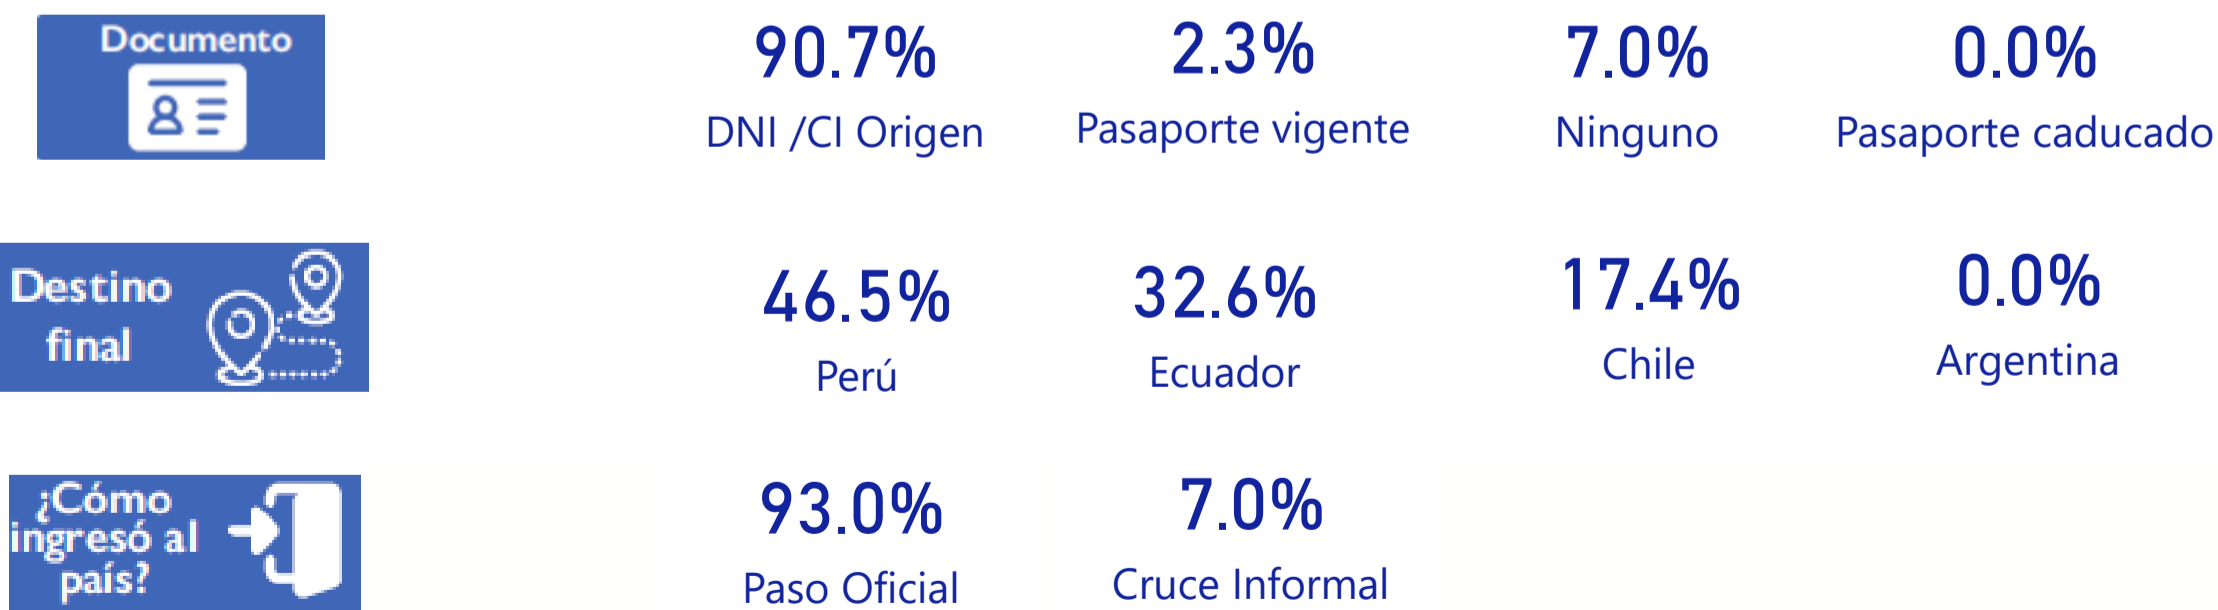 Documento
90.7% 2.3% 7.0% 0.0%
DNI /CI Origen Pasaporte vigente Ninguno Pasaporte caducado
Destino
final
46.5% 32.6% 17.4% 0.0%
Perú Ecuador Chile Argentina
¿Cómo
ingresó al
país?
93.0% 7.0%
Paso Oficial Cruce Informal